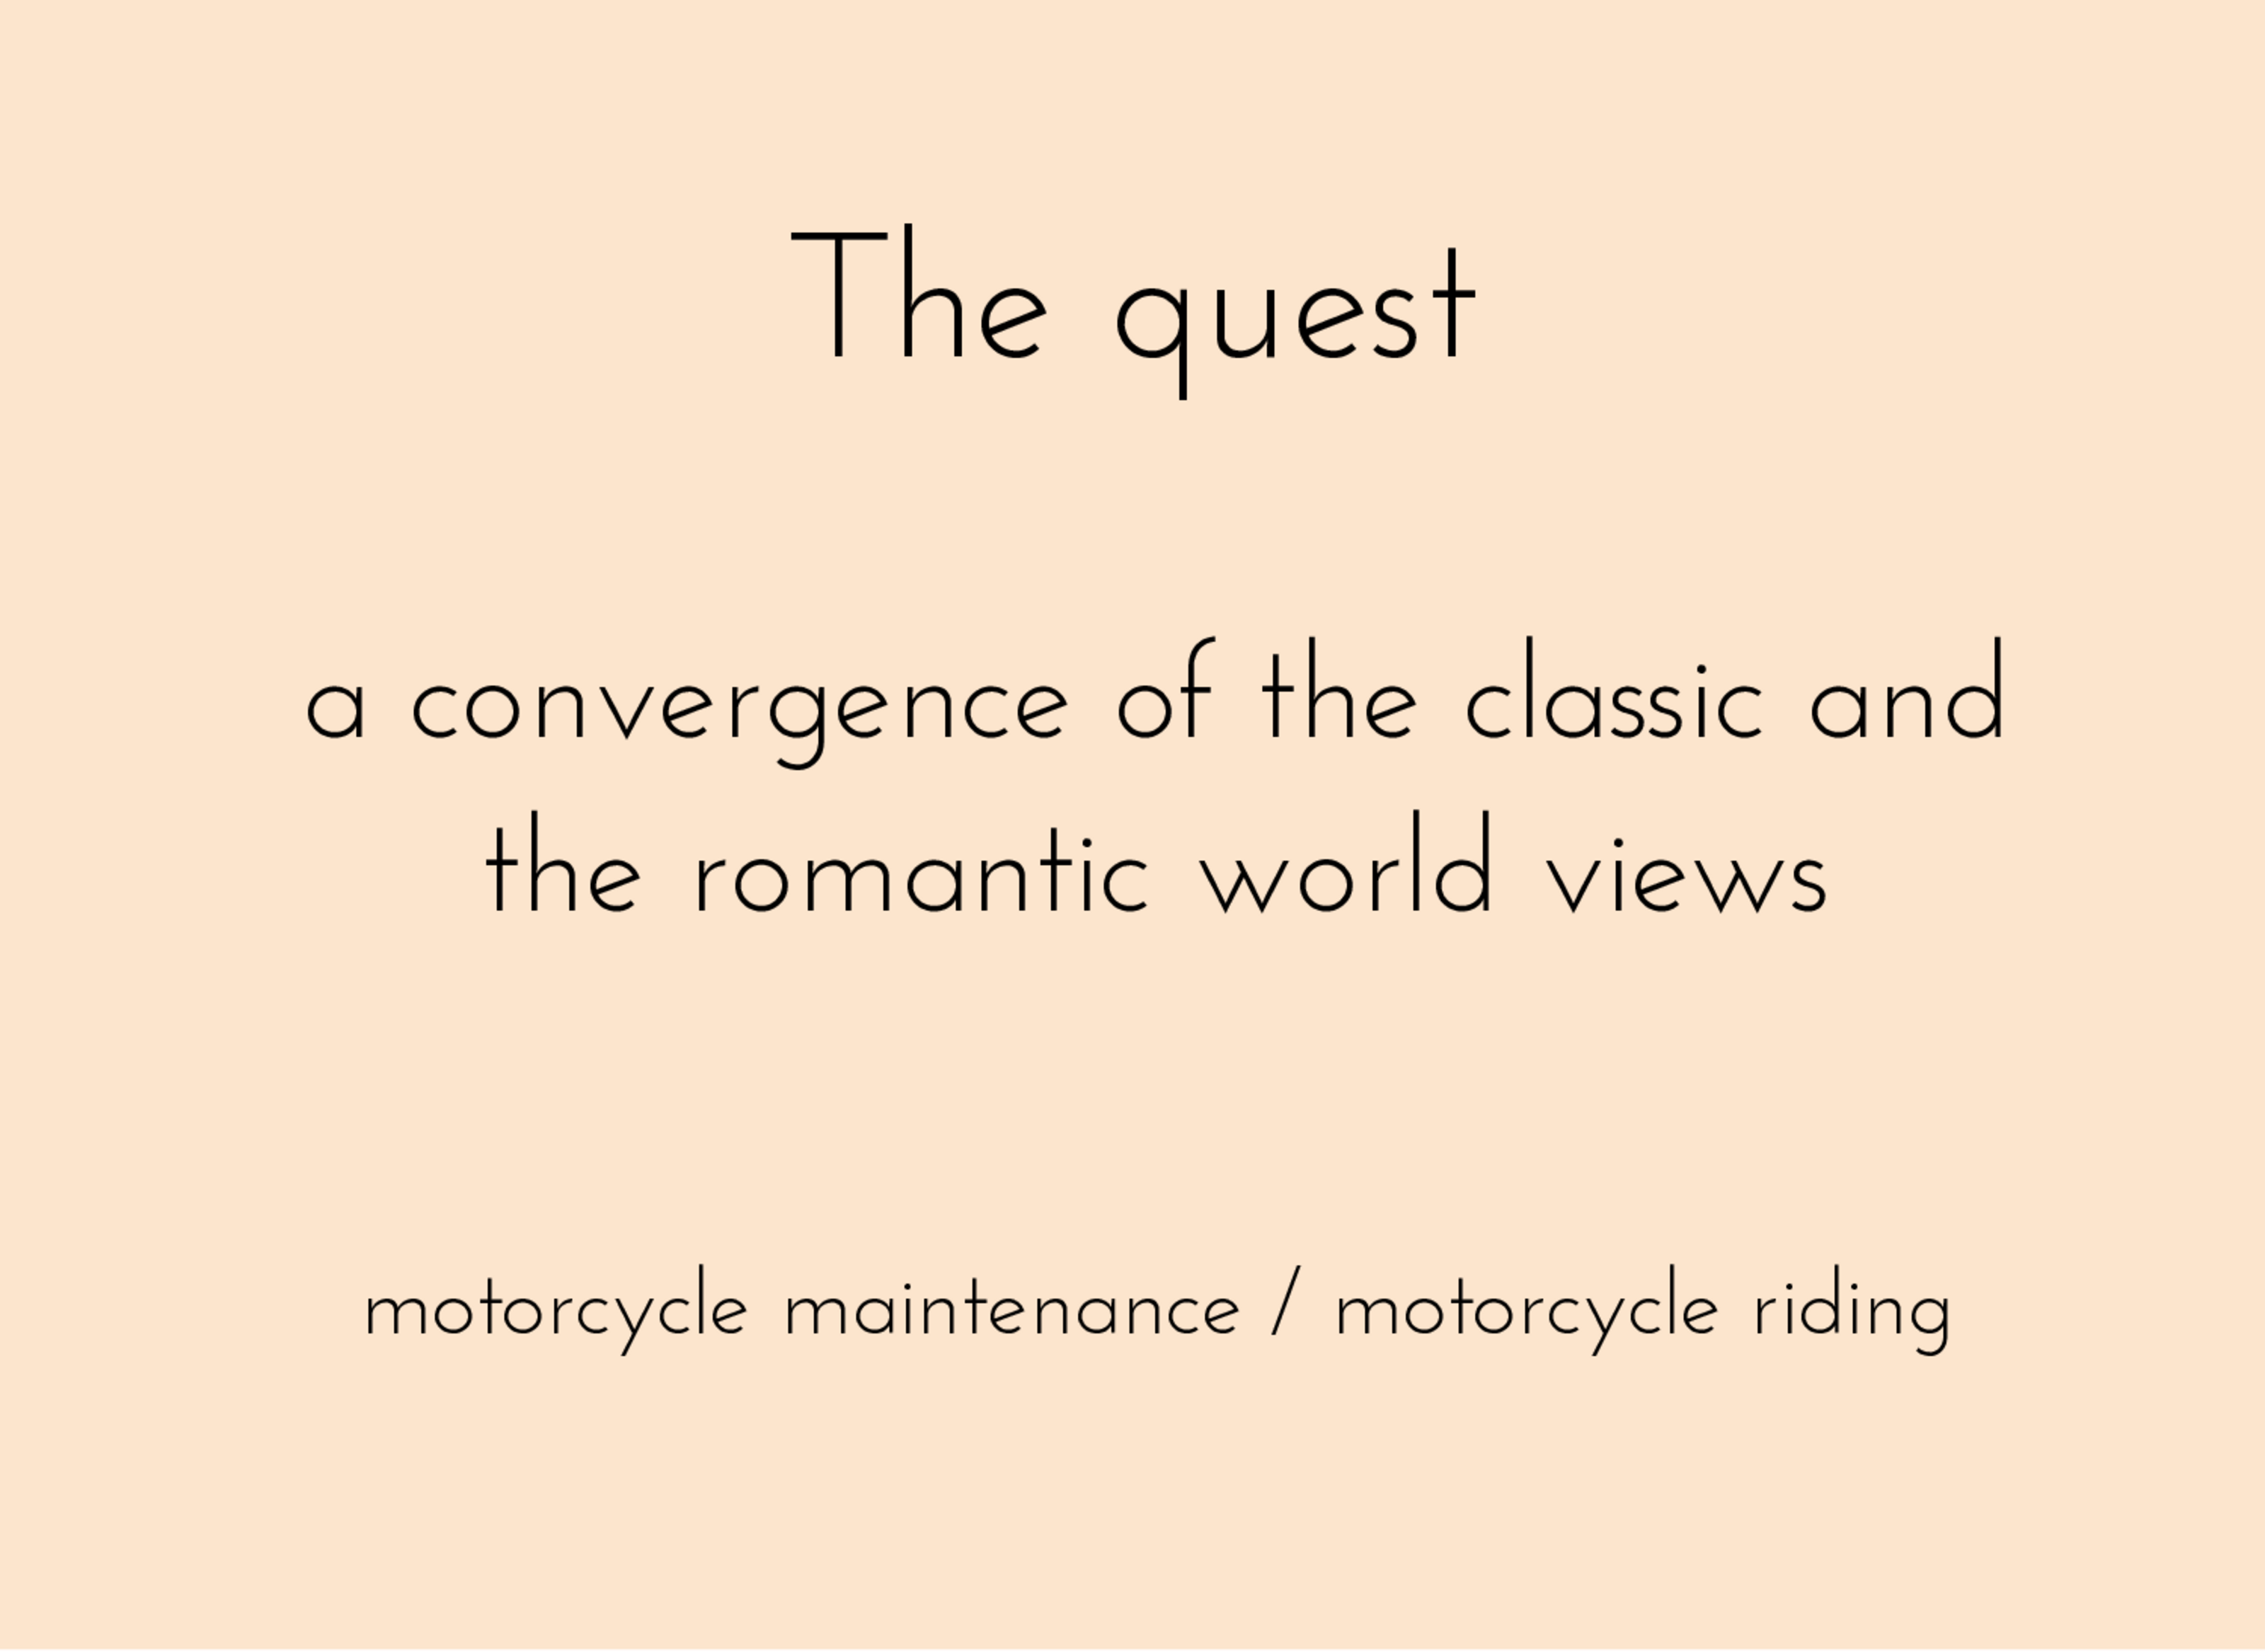 The quest
a convergence of the classic and
the romantic world views
motorcycle maintenance / motorcycle riding